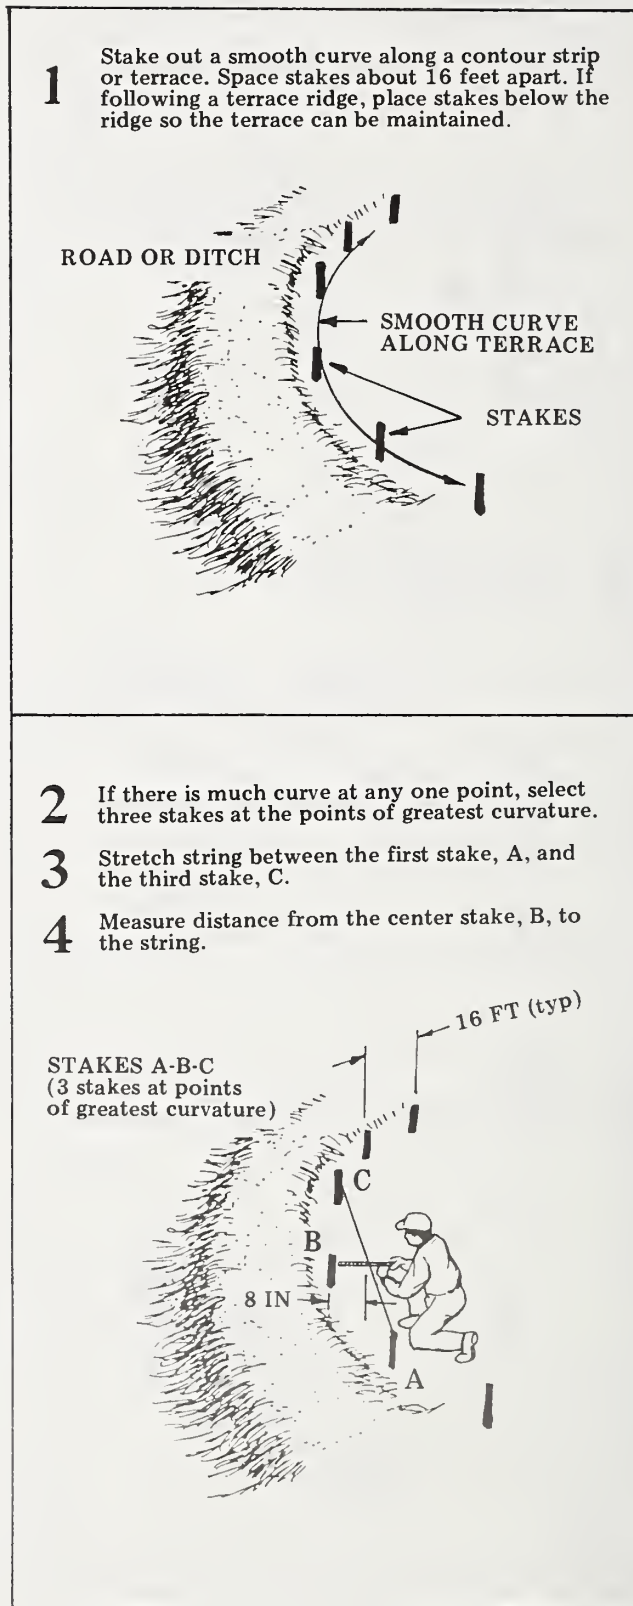 1 Stake out a smooth curve along a contour strip
or terrace. Space stakes about 16 feet apart. If
following a terrace ridge, place stakes below the
ridge so the terrace can be maintained.
ROAD OR DITCH
SMOOTH CURVE
ALONG TERRACE
STAKES
2 If there is much curve at any one point, select
three stakes at the points of greatest curvature.
3 Stretch string between the first stake, A, and
the third stake, C.
4 Measure distance from the center stake, B, to
the string.
16 FT (typ)
STAKES A-B-C
(3 stakes at points
of greatest curvature)
C
B
8 IN
A